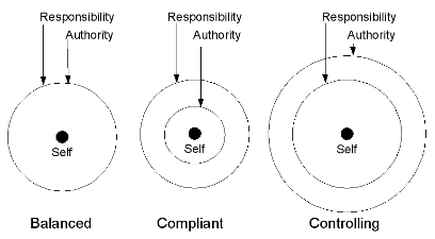 Responsibility Responsibility Responsibility
Authority Authority Authority
Self Self Self
Balanced Compliant Controlling